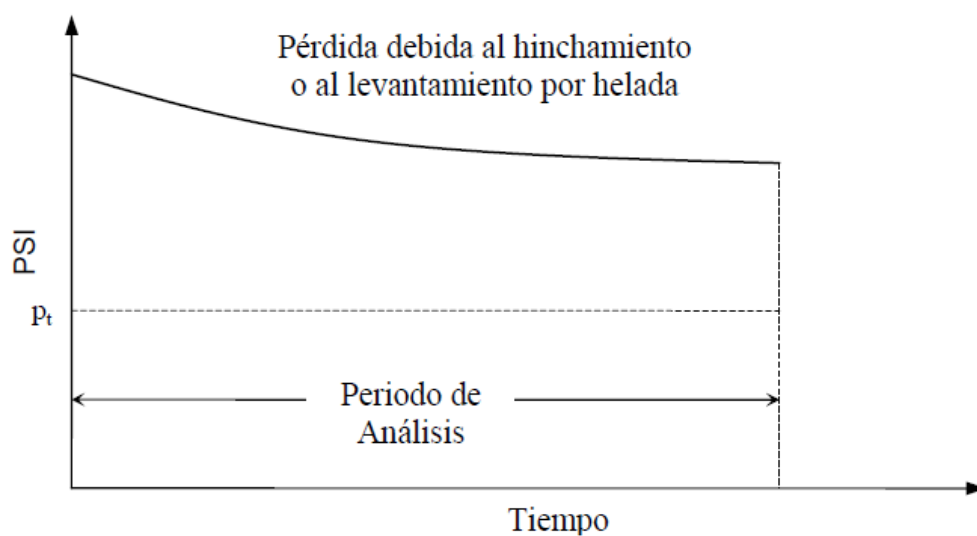 Pérdida debida al hinchamiento
o al levantamiento por helada
PSI
pt
Periodo de
Análisis
Tiempo